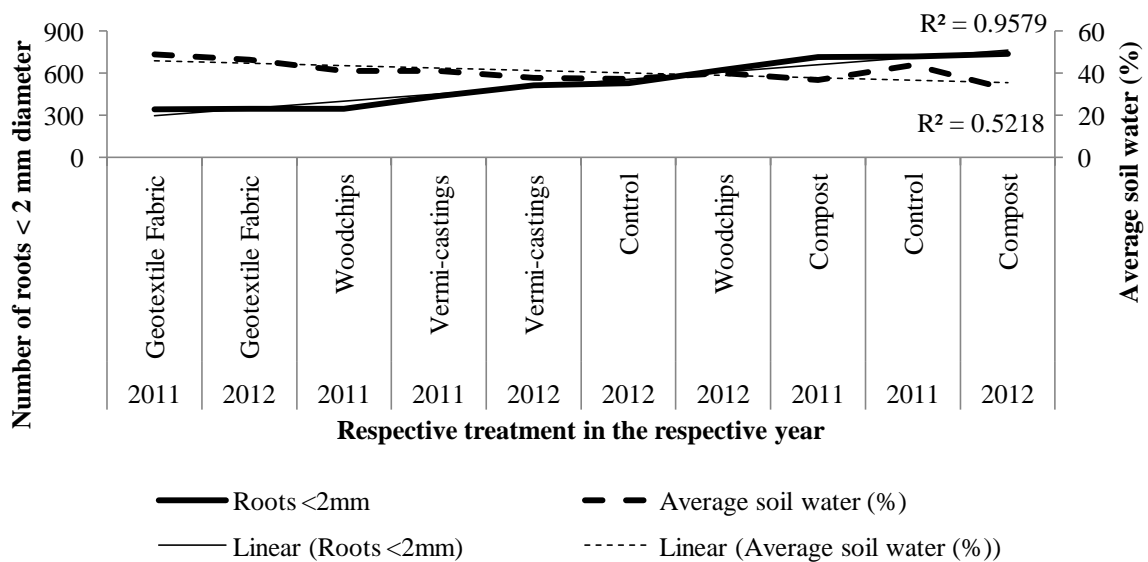 Number of roots < 2 mm diameter
900
600
300
0
R² = 0.9579
R² = 0.5218
60
40
20
0
Average soil water (%)
Geotextile Fabric
Geotextile Fabric
Woodchips
Vermi-castings
Vermi-castings
Control
Woodchips
Compost
Control
Compost
2011 2012 2011 2011 2012 2012 2012 2011 2011 2012
Respective treatment in the respective year
Roots <2mm
Average soil water (%)
Linear (Roots <2mm)
Linear (Average soil water (%))